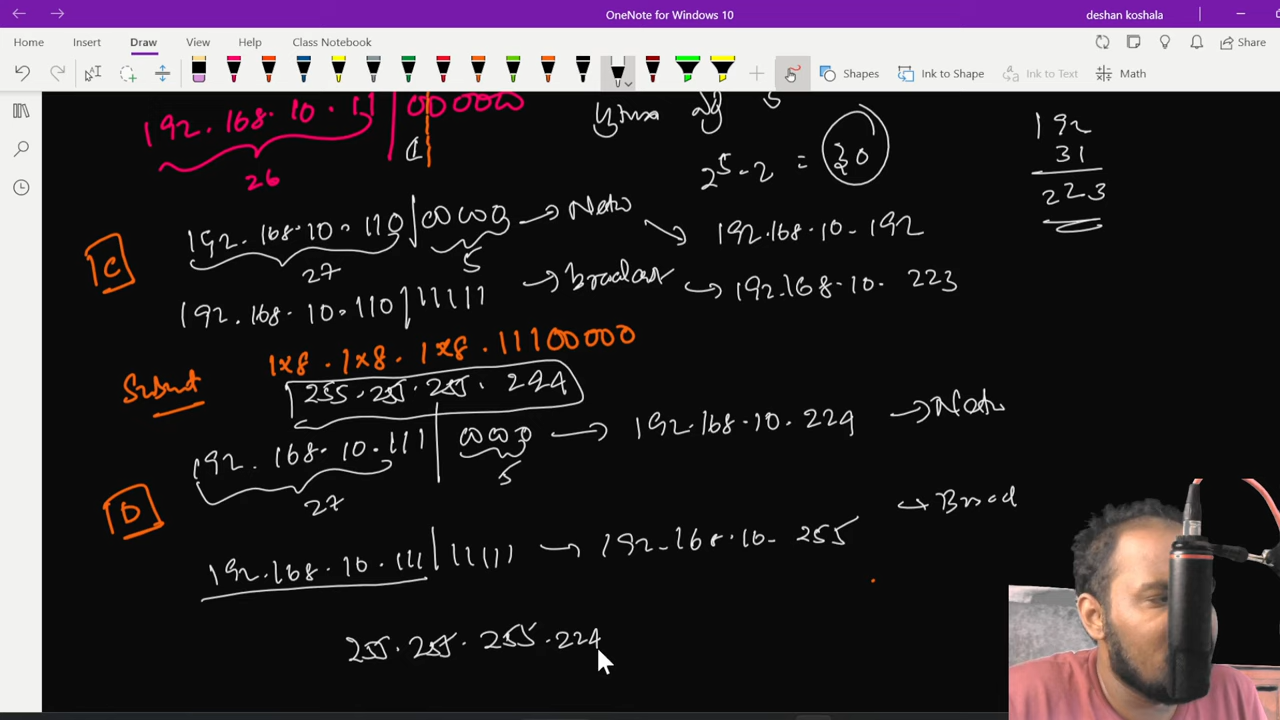 OneNote for Windows 10
deshan koshala
Home Insert Draw View Help Class Notebook
Share
Shapes Ink to Shape Ink to Text Math
192.168.10.11|000000
26
2^5-2 = 30
192
31
223
C
192.168.10.110|00000 → Netw → 192.168.10.192
27 5
192.168.10.110|11111 → broadcast → 192.168.10.223
Subnet 1x8.1x8.1x8.11100000
255.255.255.224
192.168.10.111|00000 → 192.168.10.224 → Netw
27 5
D
192.168.10.111|11111 → 192.168.10.255 → Broad
255.255.255.224